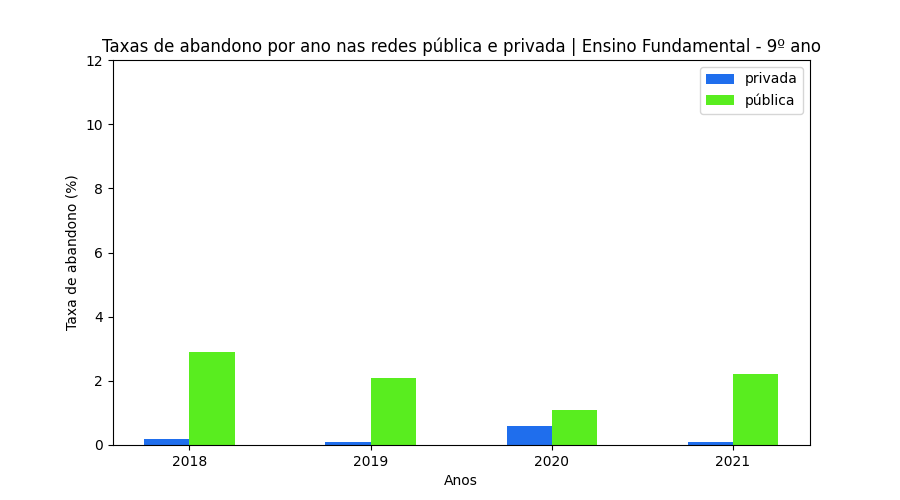 Taxas de abandono por ano nas redes pública e privada | Ensino Fundamental - 9º ano
privada
pública
Taxa de abandono (%)
12
10
8
6
4
2
0
2018
2019
2020
2021
Anos